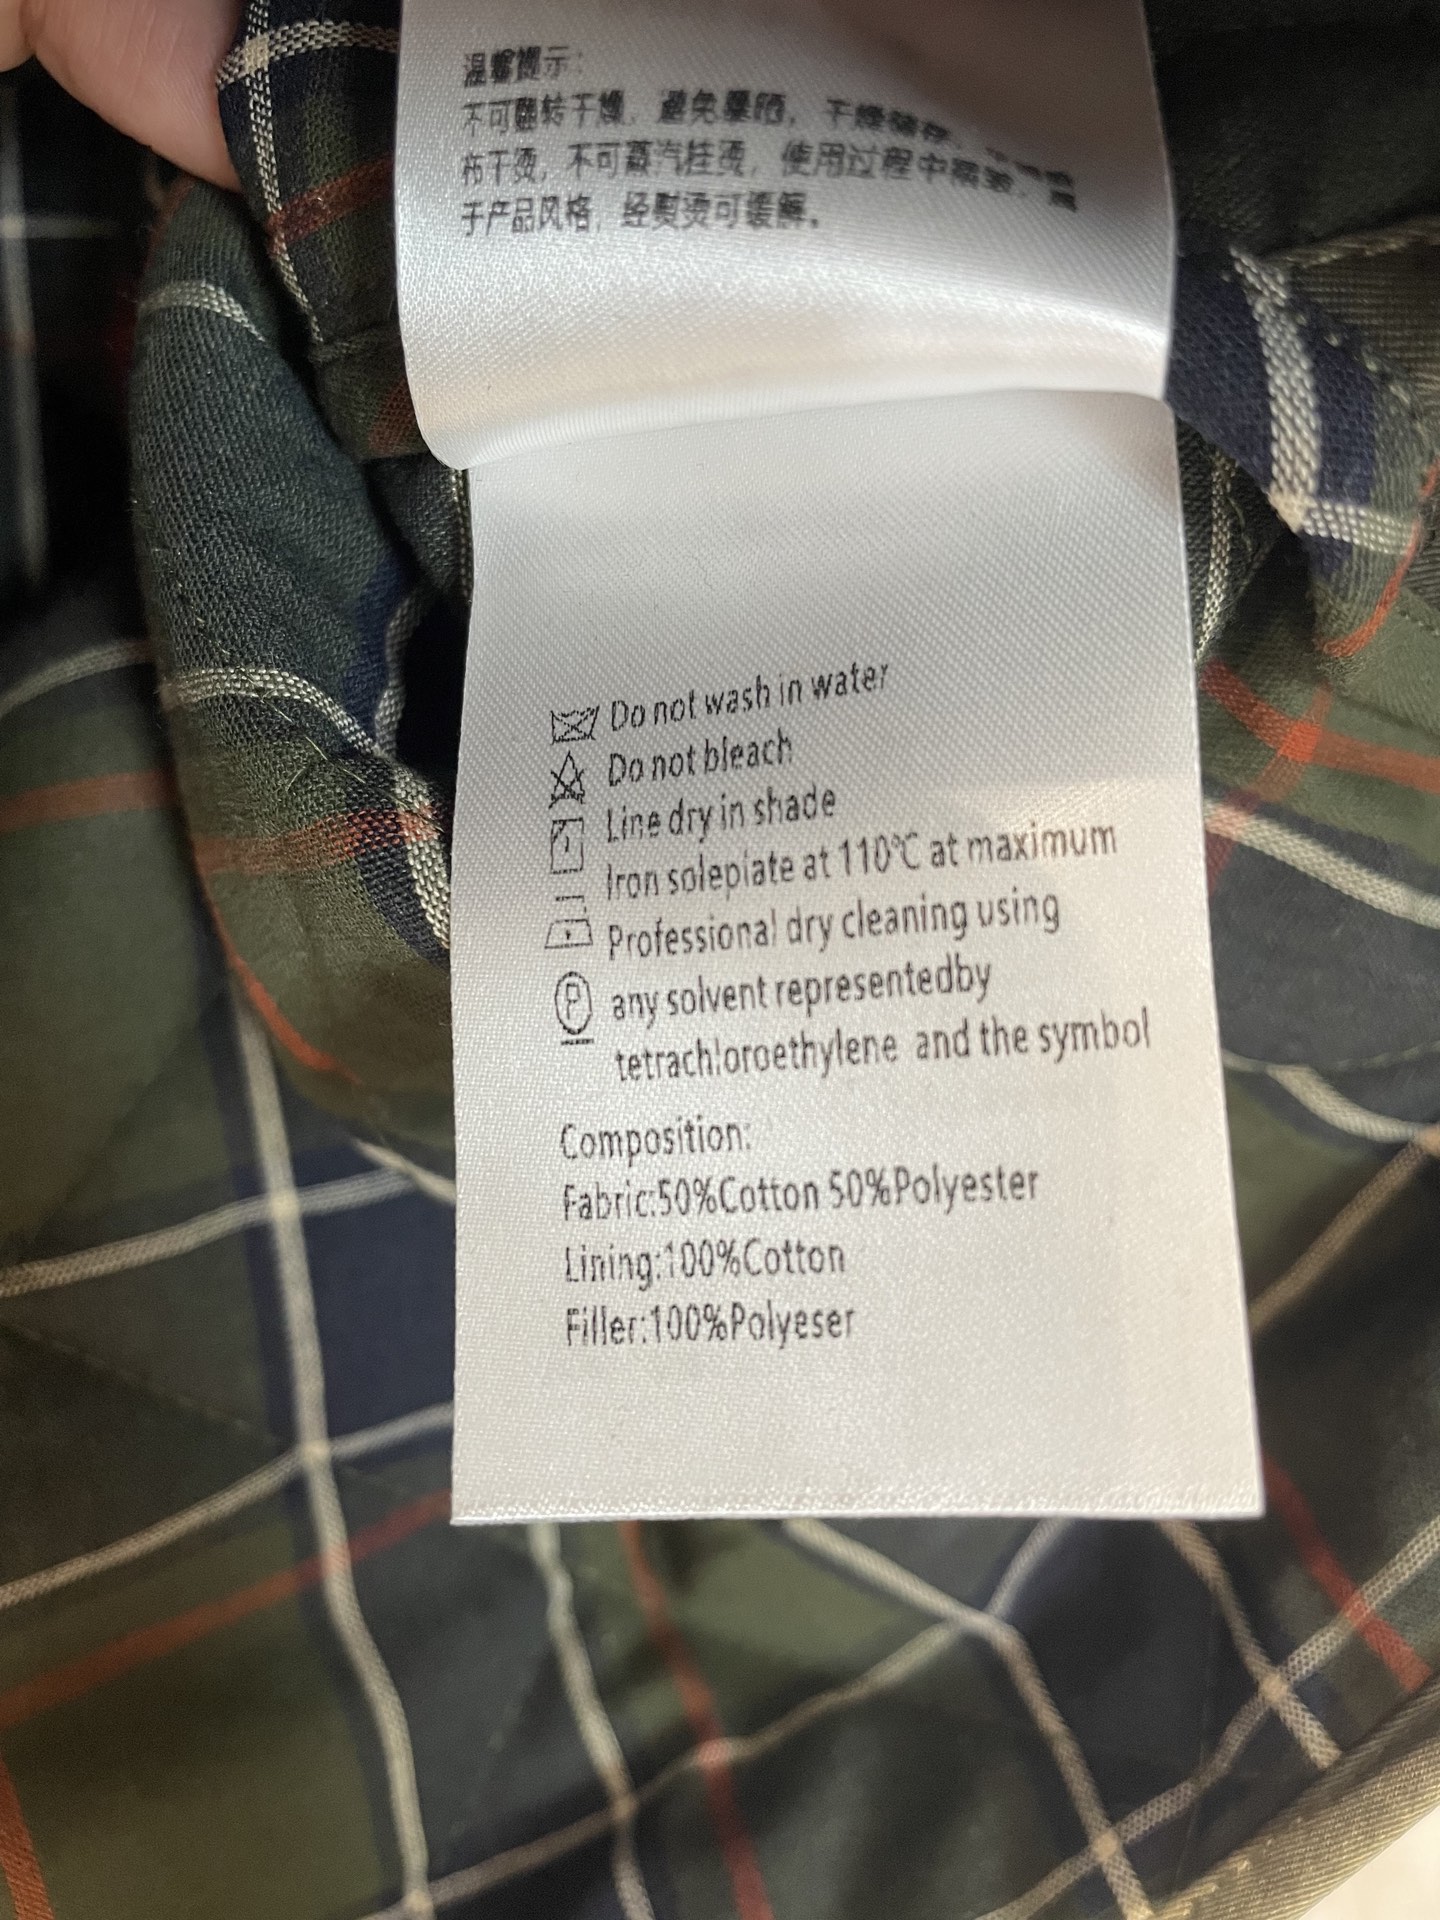 温馨提示:
不可翻转干燥，避免暴晒，干燥储存，
布干烫，不可蒸汽挂烫，使用过程中
于产品风格，经熨烫可缓解。
Do not wash in water
Do not bleach
Line dry in shade
Iron soleplate at 110℃ at maximum
Professional dry cleaning using
P any solvent representedby
tetrachloroethylene and the symbol
Composition:
Fabric:50%Cotton 50%Polyester
Lining:100%Cotton
Filler:100%Polyeser